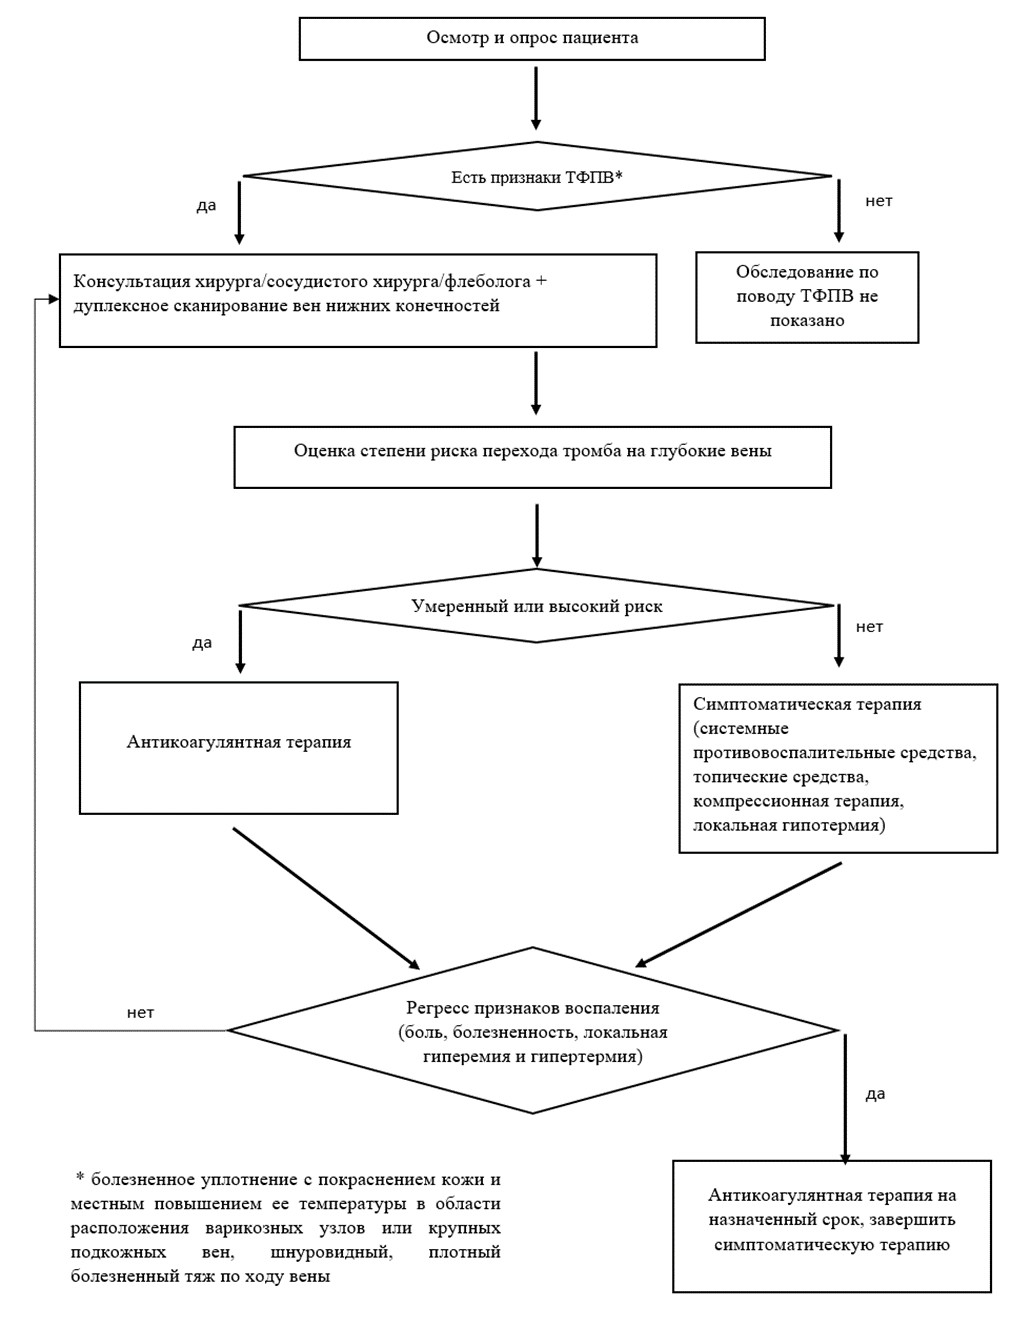 Осмотр и опрос пациента
Есть признаки ТФПВ*
да
нет
Консультация хирурга/сосудистого хирурга/флеболога +
дуплексное сканирование вен нижних конечностей
Обследование по
поводу ТФПВ не
показано
Оценка степени риска перехода тромба на глубокие вены
Умеренный или высокий риск
да
нет
Антикоагулянтная терапия
Симптоматическая терапия
(системные
противовоспалительные средства,
топические средства,
компрессионная терапия,
локальная гипотермия)
Регресс признаков воспаления
(боль, болезненность, локальная
гиперемия и гипертермия)
нет
да
Антикоагулянтная терапия на
назначенный срок, завершить
симптоматическую терапию
* болезненное уплотнение с покраснением кожи и
местным повышением ее температуры в области
расположения варикозных узлов или крупных
подкожных вен, шнуровидный, плотный
болезненный тяж по ходу вены